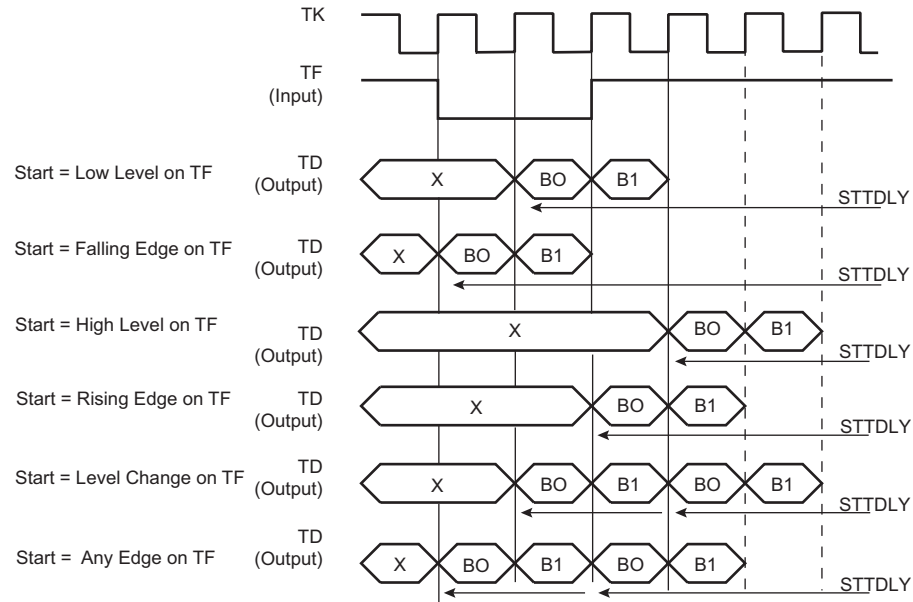 TK
TF
(Input)
Start = Low Level on TF
TD
(Output)
X BO B1
STTDLY
Start = Falling Edge on TF
TD
(Output)
X BO B1
STTDLY
Start = High Level on TF
TD
(Output)
X BO B1
STTDLY
Start = Rising Edge on TF
TD
(Output)
X BO B1
STTDLY
Start = Level Change on TF
TD
(Output)
X BO B1 BO B1
STTDLY
Start = Any Edge on TF
TD
(Output)
X BO B1 BO B1
STTDLY